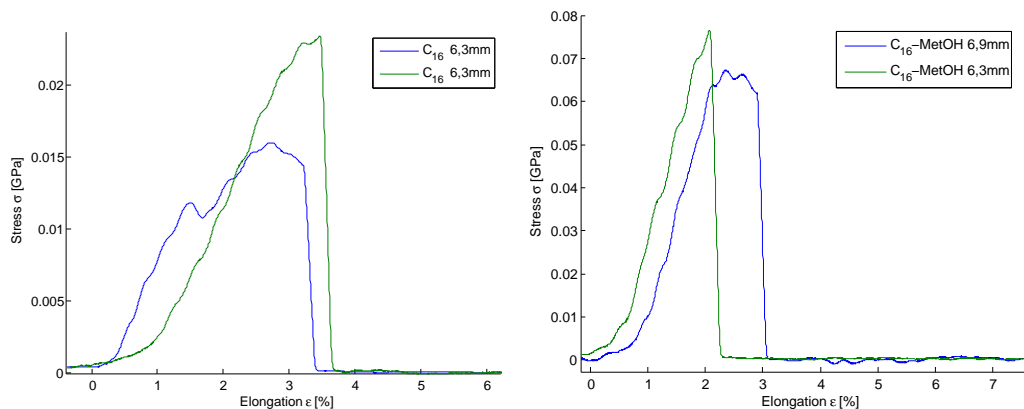 C16 6,3mm
C16 6,3mm
0.02
0.015
0.01
0.005
0
Stress σ [GPa]
0 1 2 3 4 5 6
Elongation ε [%]
C16–MetOH 6,9mm
C16–MetOH 6,3mm
0.08
0.07
0.06
0.05
0.04
0.03
0.02
0.01
0
Stress σ [GPa]
0 1 2 3 4 5 6 7
Elongation ε [%]